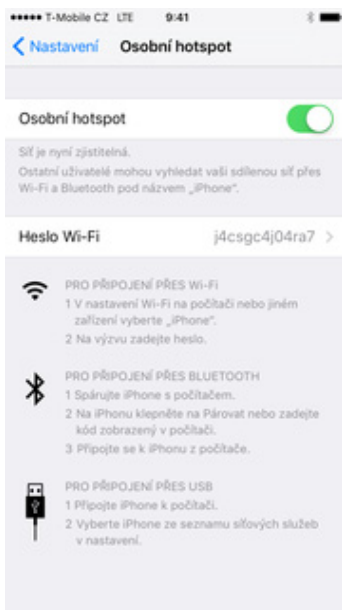 T-Mobile CZ LTE 9:41
Nastavení Osobní hotspot
Osobní hotspot
Síť je nyní zjistitelná.
Ostatní uživatelé mohou vyhledat vaši sdílenou síť přes
Wi-Fi a Bluetooth pod názvem „iPhone“.
Heslo Wi-Fi j4csgc4j04ra7
PRO PŘIPOJENÍ PŘES Wi-Fi
1 V nastavení Wi-Fi na počítači nebo jiném
zařízení vyberte „iPhone“.
2 Na výzvu zadejte heslo.
PRO PŘIPOJENÍ PŘES BLUETOOTH
1 Spárujte iPhone s počítačem.
2 Na iPhonu klepněte na Párovat nebo zadejte
kód zobrazený v počítači.
3 Připojte se k iPhonu z počítače.
PRO PŘIPOJENÍ PŘES USB
1 Připojte iPhone k počítači.
2 Vyberte iPhone ze seznamu síťových služeb
v nastavení.